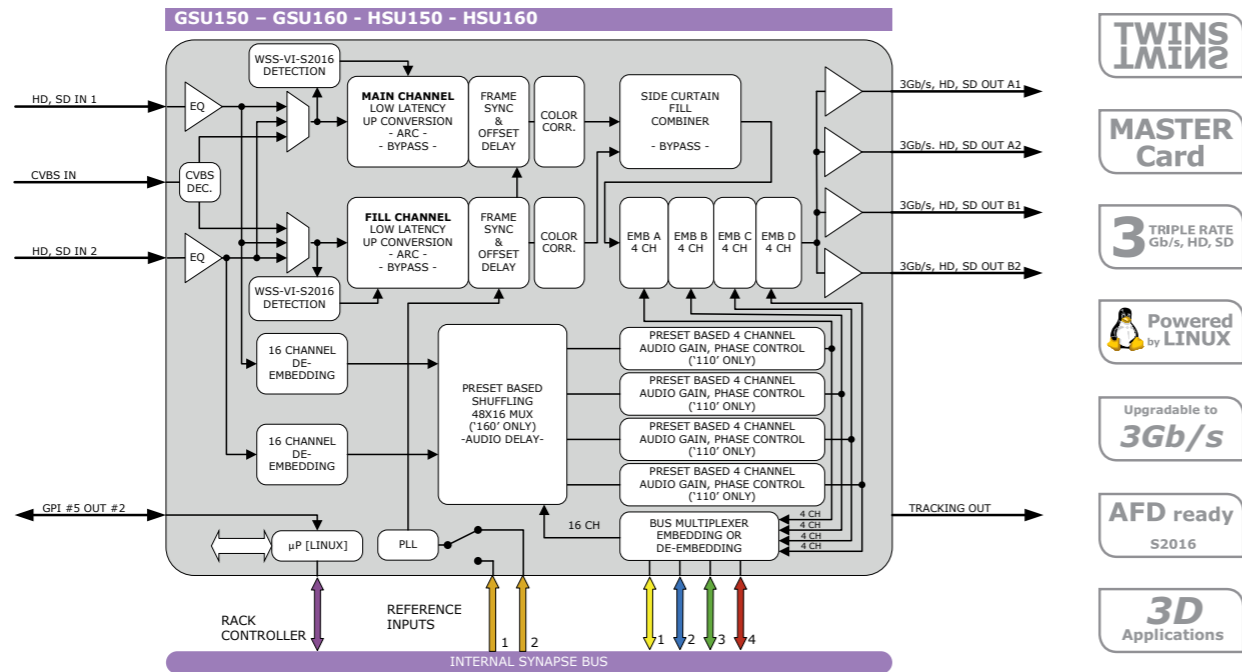 GSU150 – GSU160 - HSU150 - HSU160
HD, SD IN 1
CVBS IN
HD, SD IN 2
GPI #5 OUT #2
EQ
CVBS
DEC.
EQ
WSS-VI-S2016
DETECTION
MAIN CHANNEL
LOW LATENCY
UP CONVERSION
- ARC -
- BYPASS -
FRAME
SYNC
&
OFFSET
DELAY
COLOR
CORR.
SIDE CURTAIN
FILL
COMBINER
- BYPASS -
FILL CHANNEL
LOW LATENCY
UP CONVERSION
- ARC -
- BYPASS -
FRAME
SYNC
&
OFFSET
DELAY
COLOR
CORR.
WSS-VI-S2016
DETECTION
EMB A
4 CH
EMB B
4 CH
EMB C
4 CH
EMB D
4 CH
3Gb/s, HD, SD OUT A1
3Gb/s. HD, SD OUT A2
3Gb/s, HD, SD OUT B1
3Gb/s, HD, SD OUT B2
16 CHANNEL
DE-
EMBEDDING
16 CHANNEL
DE-
EMBEDDING
PRESET BASED
SHUFFLING
48X16 MUX
('160' ONLY)
-AUDIO DELAY-
PRESET BASED 4 CHANNEL
AUDIO GAIN, PHASE CONTROL
('110' ONLY)
PRESET BASED 4 CHANNEL
AUDIO GAIN, PHASE CONTROL
('110' ONLY)
PRESET BASED 4 CHANNEL
AUDIO GAIN, PHASE CONTROL
('110' ONLY)
PRESET BASED 4 CHANNEL
AUDIO GAIN, PHASE CONTROL
('110' ONLY)
TRACKING OUT
µP [LINUX]
PLL
16 CH
BUS MULTIPLEXER
EMBEDDING OR
DE-EMBEDDING
4 CH
4 CH
4 CH
4 CH
RACK
CONTROLLER
REFERENCE
INPUTS
1
2
1
2
3
4
INTERNAL SYNAPSE BUS
TWINS
TWINS
MASTER
Card
3 TRIPLE RATE
Gb/s, HD, SD
Powered
by LINUX
Upgradable to
3Gb/s
AFD ready
S2016
3D
Applications